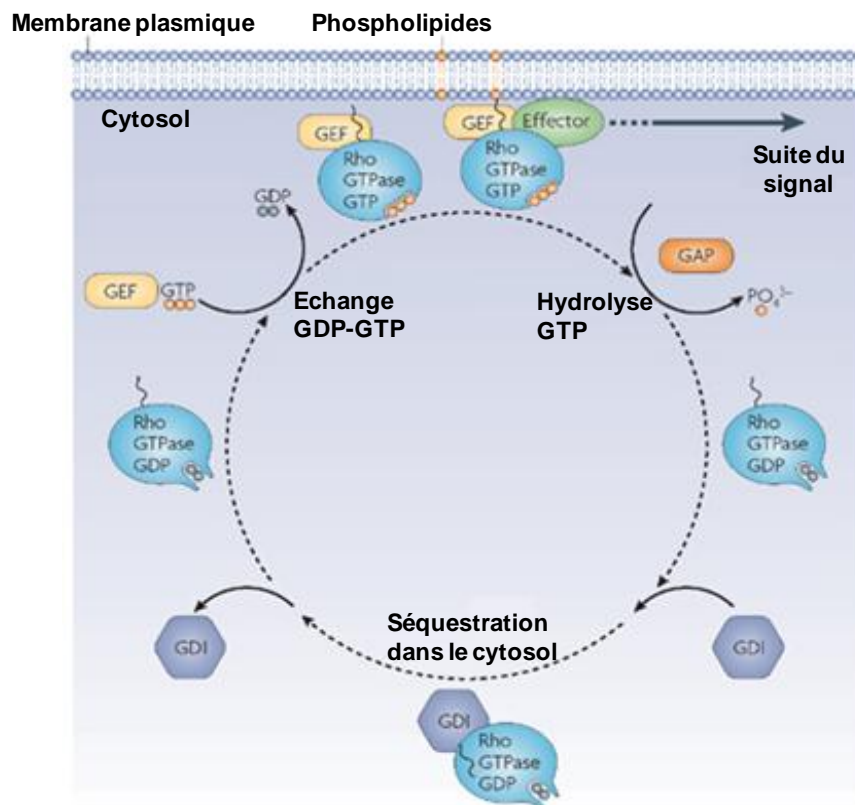 Membrane plasmique
Phospholipides
Cytosol
GEF
Rho
GTPase
GTP
GEF
Effector
Rho
GTPase
GTP
Suite du
signal
GDP
GEF
GTP
Echange
GDP-GTP
Hydrolyse
GTP
GAP
PO₄³⁻
Rho
GTPase
GDP
Rho
GTPase
GDP
GDI
Séquestration
dans le cytosol
GDI
GDI
Rho
GTPase
GDP